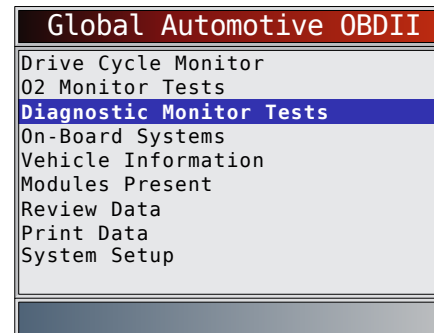 Global Automotive OBDII
Drive Cycle Monitor
O2 Monitor Tests
Diagnostic Monitor Tests
On-Board Systems
Vehicle Information
Modules Present
Review Data
Print Data
System Setup